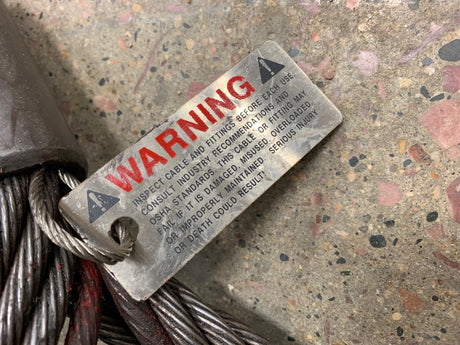 WARNING
INSPECT CABLE AND FITTINGS BEFORE EACH USE
CONSULT INDUSTRY RECOMMENDATIONS AND
OSHA STANDARDS. THIS CABLE OR FITTING MAY
FAIL IF IT IS DAMAGED, MISUSED, OVERLOADED,
OR IMPROPERLY MAINTAINED. SERIOUS INJURY
OR DEATH COULD RESULT!